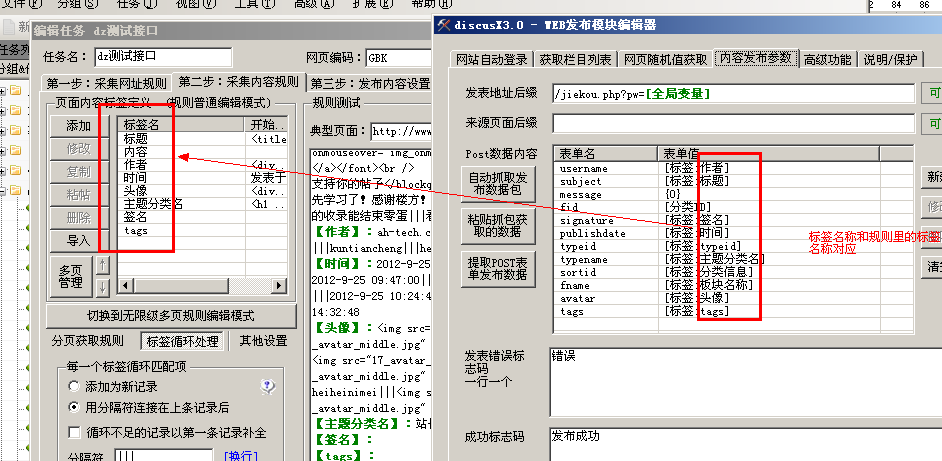 文件(F) 分组(S) 任务(J) 视图(V) 工具(T) 高级(A) 扩展(E) 帮助(H)
2 84 86
新
任务列
分组&任
编辑任务 dz测试接口
任务名: dz测试接口
网页编码: GBK
第一步:采集网址规则
第二步:采集内容规则
第三步:发布内容设置
页面内容标签定义 (规则普通编辑模式)
添加
修改
复制
粘帖
删除
导入
多页
管理
标签名 开始..
标题 <title
内容
作者 <div..
时间 发表于
头像 <div..
主题分类名 <h1 ..
签名
tags
切换到无限级多页规则编辑模式
分页获取规则 标签循环处理 其他设置
每一个标签循环匹配项
添加为新记录
用分隔符连接在上条记录后
循环不足的记录以第一条记录补全
分隔符 ||| [换行]
规则测试
典型页面: http://www
onmouseover= img_onm
</a></font><br />
支持你的帖子</blockq
先学习了!感谢楼方!
的收录能结束零蛋|||看
【作者】:ah-tech.c
|||kuntiancheng|||he
【时间】:2012-9-25
2012-9-25 09:47:00||
|||2012-9-25 10:24:4
14:32:48
【头像】:<img src="
_avatar_middle.jpg"
<img src="17_avatar_
_avatar_middle.jpg"
heiheinimei|||<img s
_avatar_middle.jpg"
【主题分类名】:站长
【签名】:
【tags】:
discuzX3.0 - WEB发布模块编辑器
网站自动登录 获取栏目列表 网页随机值获取 内容发布参数 高级功能 说明/保护
发表地址后缀 /jiekou.php?pw=[全局变量] 可
来源页面后缀 可
Post数据内容
自动抓取发
布数据包
粘贴抓包获
取的数据
提取POST表
单发布数据
表单名 表单值
username [标签:作者]
subject [标签:标题]
message {0}
fid [分类ID]
signature [标签:签名]
publishdate [标签:时间]
typeid [标签:typeid]
typename [标签:主题分类名]
sortid [标签:分类信息]
fname [标签:板块名称]
avatar [标签:头像]
tags [标签:tags]
新
修
清
标签名称和规则里的标签
名称对应
发表错误标
志码
一行一个
错误
成功标志码
发布成功